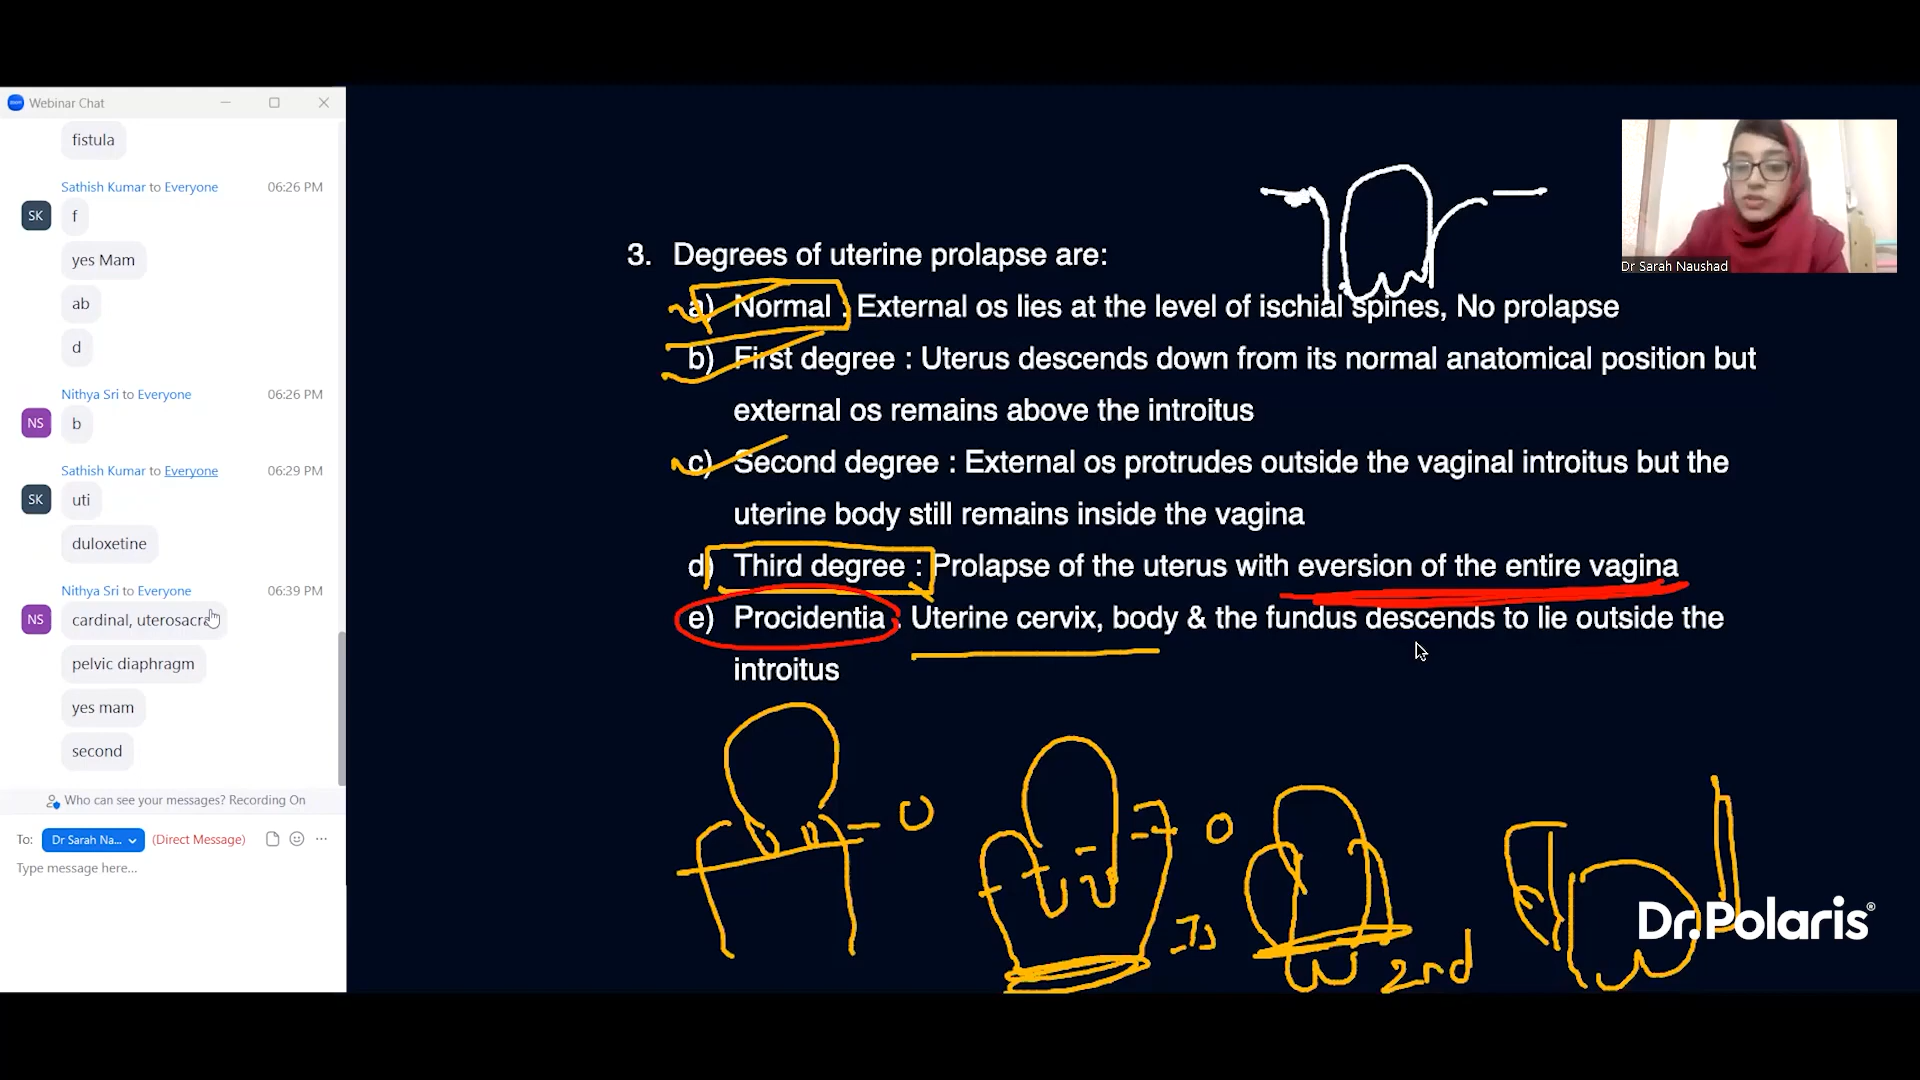 Webinar Chat
fistula
Sathish Kumar to Everyone 06:26 PM
SK
f
yes Mam
ab
d
Nithya Sri to Everyone 06:26 PM
NS
b
Sathish Kumar to Everyone 06:29 PM
SK
uti
duloxetine
Nithya Sri to Everyone 06:39 PM
NS
cardinal, uterosacra
pelvic diaphragm
yes mam
second
Who can see your messages? Recording On
To: Dr Sarah Na... (Direct Message)
Type message here...
Dr Sarah Naushad
3. Degrees of uterine prolapse are:
a) Normal : External os lies at the level of ischial spines, No prolapse
b) First degree : Uterus descends down from its normal anatomical position but
external os remains above the introitus
c) Second degree : External os protrudes outside the vaginal introitus but the
uterine body still remains inside the vagina
d) Third degree : Prolapse of the uterus with eversion of the entire vagina
e) Procidentia : Uterine cervix, body & the fundus descends to lie outside the
introitus
0
0
2nd
Dr.Polaris®